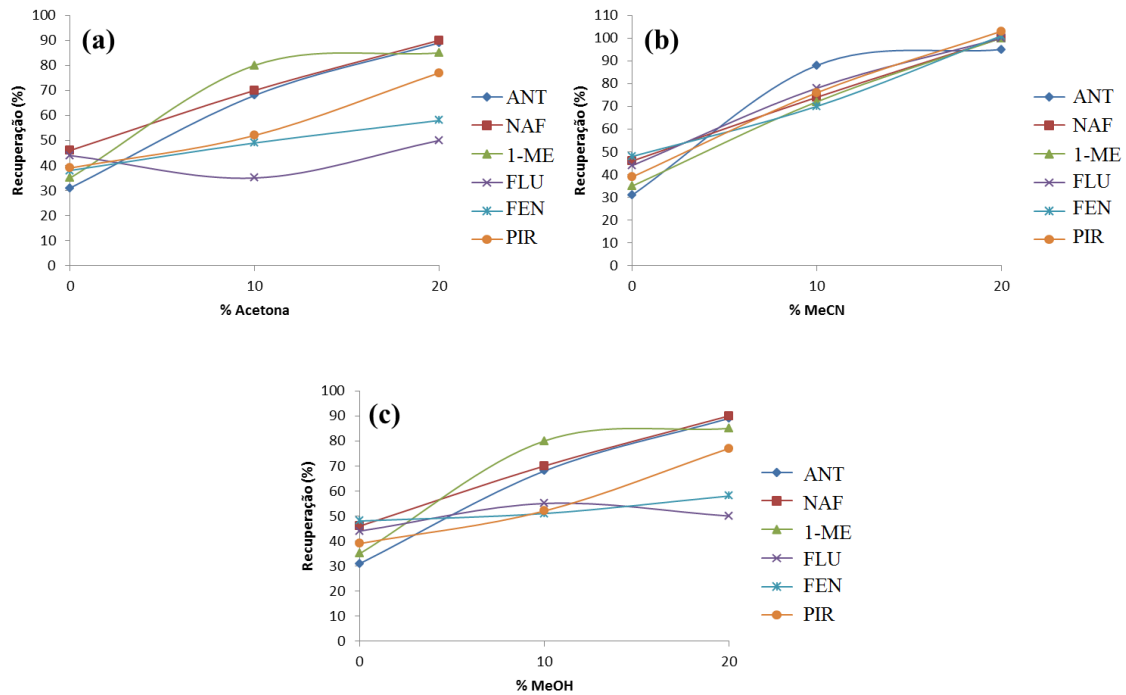 (a)
Recuperação (%)
100
90
80
70
60
50
40
30
20
10
0
0 10 20
% Acetona
ANT
NAF
1-ME
FLU
FEN
PIR
(b)
Recuperação (%)
110
100
90
80
70
60
50
40
30
20
10
0
0 10 20
% MeCN
ANT
NAF
1-ME
FLU
FEN
PIR
(c)
Recuperação (%)
100
90
80
70
60
50
40
30
20
10
0
0 10 20
% MeOH
ANT
NAF
1-ME
FLU
FEN
PIR